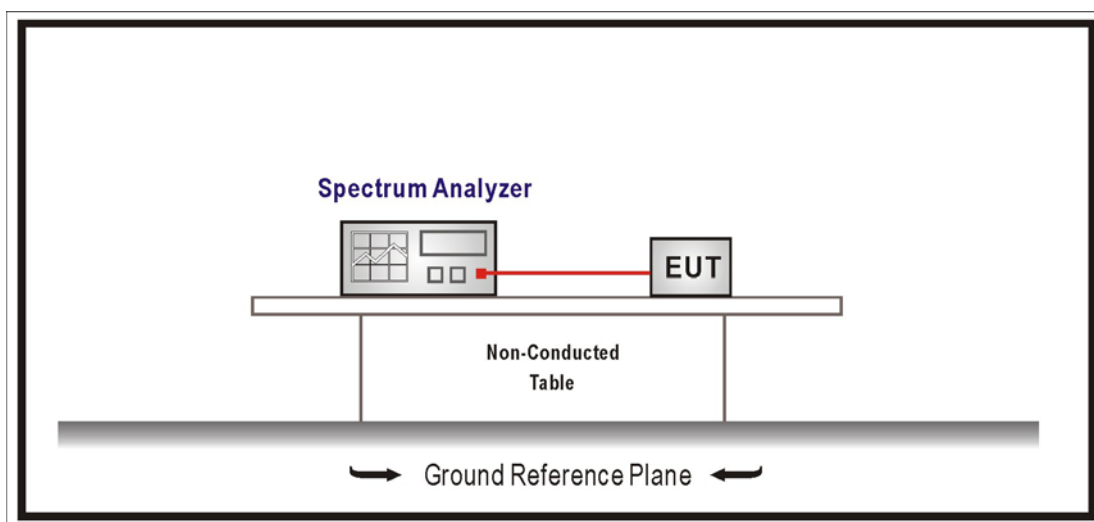 Spectrum Analyzer
EUT
Non-Conducted
Table
Ground Reference Plane